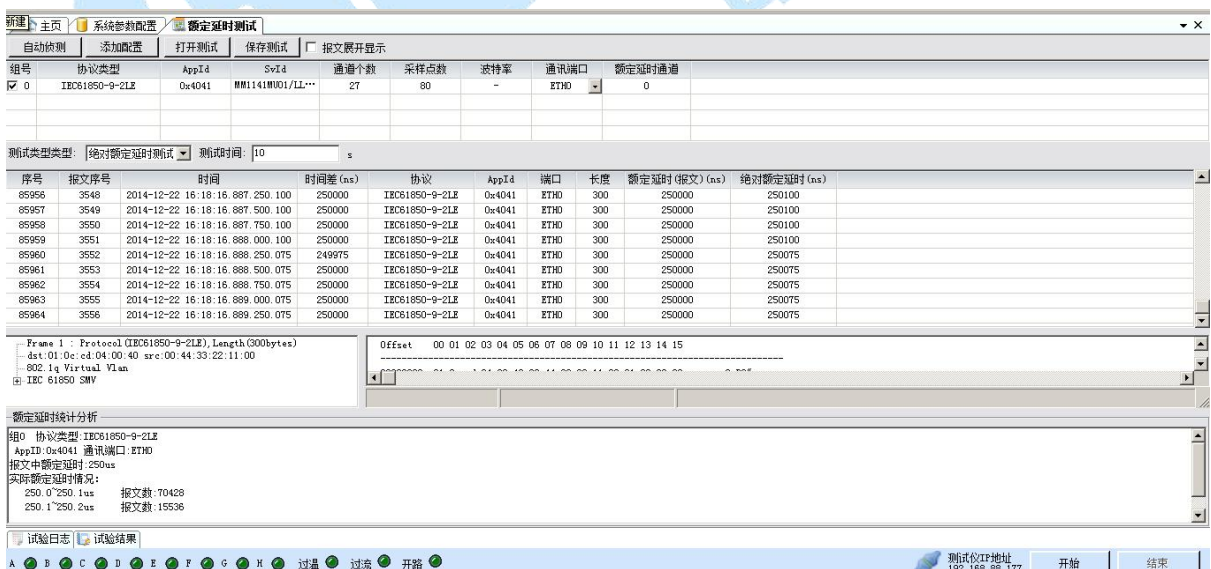 新建 主页 系统参数配置 额定延时测试
自动侦测 添加配置 打开测试 保存测试 报文展开显示
组号 协议类型 AppId SvId 通道个数 采样点数 波特率 通讯端口 额定延时通道
0 IEC61850-9-2LE 0x4041 MM1141MU01/LL… 27 80 - ETH0 0
测试类型类型: 绝对额定延时测试 测试时间: 10 s
序号 报文序号 时间 时间差(ns) 协议 AppId 端口 长度 额定延时(报文)(ns) 绝对额定延时(ns)
85956 3548 2014-12-22 16:18:16.887.250.100 250000 IEC61850-9-2LE 0x4041 ETH0 300 250000 250100
85957 3549 2014-12-22 16:18:16.887.500.100 250000 IEC61850-9-2LE 0x4041 ETH0 300 250000 250100
85958 3550 2014-12-22 16:18:16.887.750.100 250000 IEC61850-9-2LE 0x4041 ETH0 300 250000 250100
85959 3551 2014-12-22 16:18:16.888.000.100 250000 IEC61850-9-2LE 0x4041 ETH0 300 250000 250100
85960 3552 2014-12-22 16:18:16.888.250.075 249975 IEC61850-9-2LE 0x4041 ETH0 300 250000 250075
85961 3553 2014-12-22 16:18:16.888.500.075 250000 IEC61850-9-2LE 0x4041 ETH0 300 250000 250075
85962 3554 2014-12-22 16:18:16.888.750.075 250000 IEC61850-9-2LE 0x4041 ETH0 300 250000 250075
85963 3555 2014-12-22 16:18:16.889.000.075 250000 IEC61850-9-2LE 0x4041 ETH0 300 250000 250075
85964 3556 2014-12-22 16:18:16.889.250.075 250000 IEC61850-9-2LE 0x4041 ETH0 300 250000 250075
Frame 1 : Protocol(IEC61850-9-2LE),Length(300bytes)
dst:01:0c:cd:04:00:40 src:00:44:33:22:11:00
802.1q Virtual Vlan
IEC 61850 SMV
Offset 00 01 02 03 04 05 06 07 08 09 10 11 12 13 14 15
额定延时统计分析
组0 协议类型:IEC61850-9-2LE
AppID:0x4041 通讯端口:ETH0
报文中额定延时:250us
实际额定延时情况:
250.0~250.1us 报文数:70428
250.1~250.2us 报文数:15536
试验日志 试验结果
A B C D E F G H 过温 过流 开路
测试仪IP地址
192.168.88.177
开始 结束